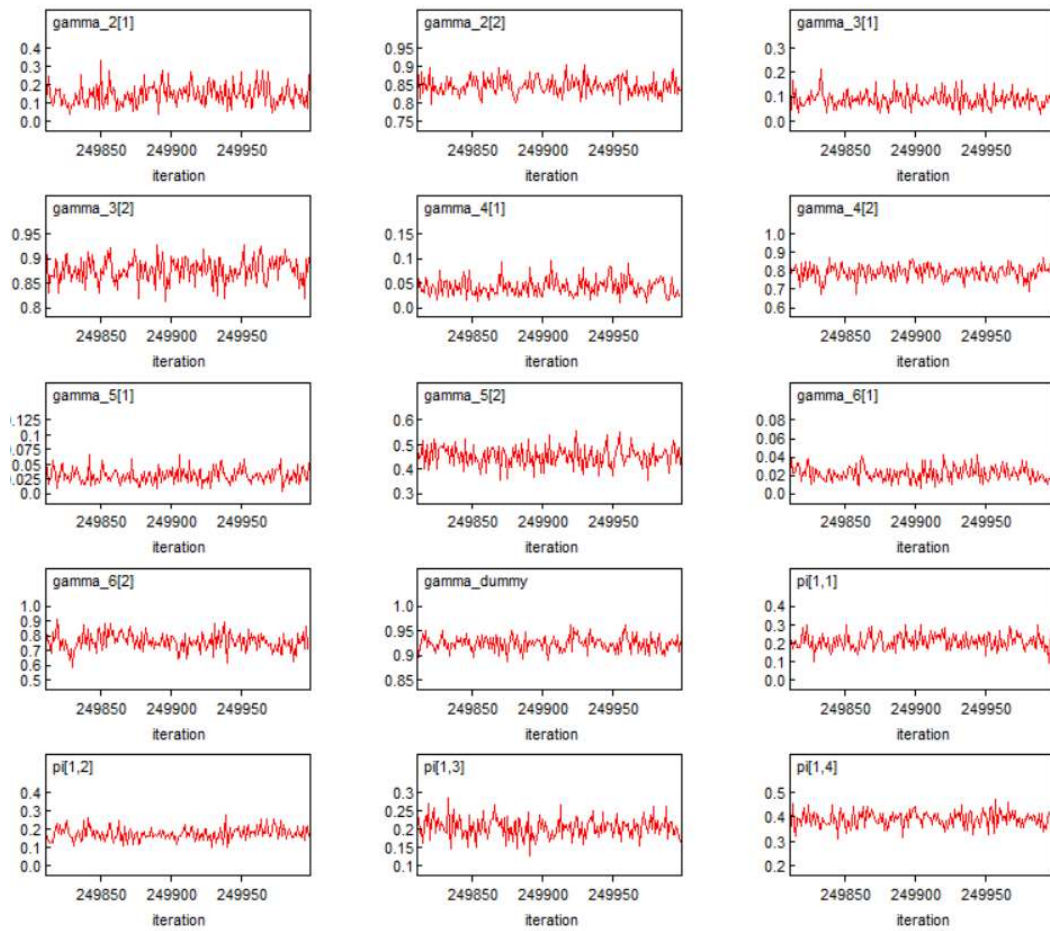 gamma_2[1] gamma_2[2] gamma_3[1]
0.4 0.95 0.3
0.3 0.9 0.2
0.2 0.85 0.1
0.1 0.8 0.0
0.0 0.75
249850 249900 249950 249850 249900 249950 249850 249900 249950
iteration iteration iteration
gamma_3[2] gamma_4[1] gamma_4[2]
0.95 0.15 1.0
0.9 0.1 0.9
0.85 0.05 0.8
0.8 0.0 0.7
0.6
249850 249900 249950 249850 249900 249950 249850 249900 249950
iteration iteration iteration
gamma_5[1] gamma_5[2] gamma_6[1]
0.125 0.6 0.08
0.1 0.5 0.06
0.075 0.4 0.04
0.05 0.3 0.02
0.025 0.0
0.0
249850 249900 249950 249850 249900 249950 249850 249900 249950
iteration iteration iteration
gamma_6[2] gamma_dummy pi[1,1]
1.0 1.0 0.4
0.9 0.95 0.3
0.8 0.9 0.2
0.7 0.85 0.1
0.6 0.0
0.5
249850 249900 249950 249850 249900 249950 249850 249900 249950
iteration iteration iteration
pi[1,2] pi[1,3] pi[1,4]
0.4 0.3 0.5
0.3 0.25 0.4
0.2 0.2 0.3
0.1 0.15 0.2
0.0 0.1
249850 249900 249950 249850 249900 249950 249850 249900 249950
iteration iteration iteration